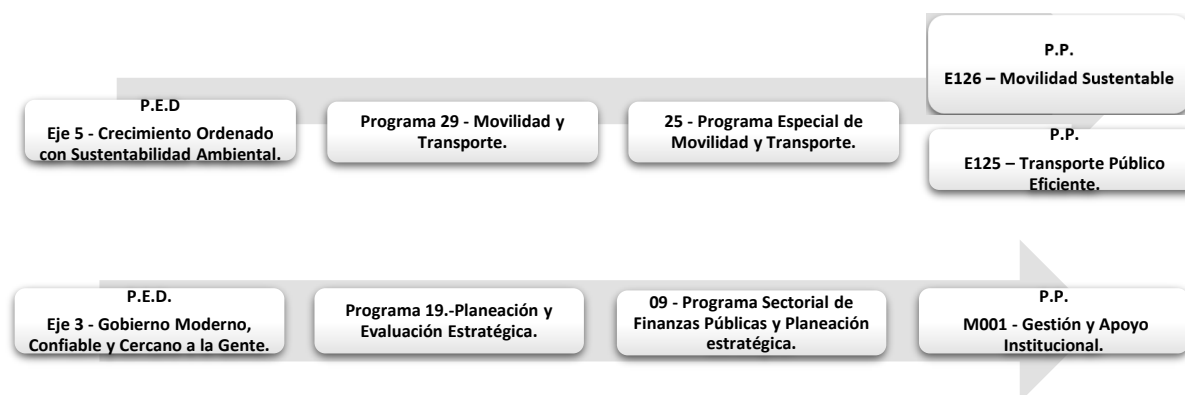 P.E.D
Eje 5 - Crecimiento Ordenado
con Sustentabilidad Ambiental.
Programa 29 - Movilidad y
Transporte.
25 - Programa Especial de
Movilidad y Transporte.
P.P.
E126 – Movilidad Sustentable
P.P.
E125 – Transporte Público
Eficiente.
P.E.D.
Eje 3 - Gobierno Moderno,
Confiable y Cercano a la Gente.
Programa 19.-Planeación y
Evaluación Estratégica.
09 - Programa Sectorial de
Finanzas Públicas y Planeación
estratégica.
P.P.
M001 - Gestión y Apoyo
Institucional.